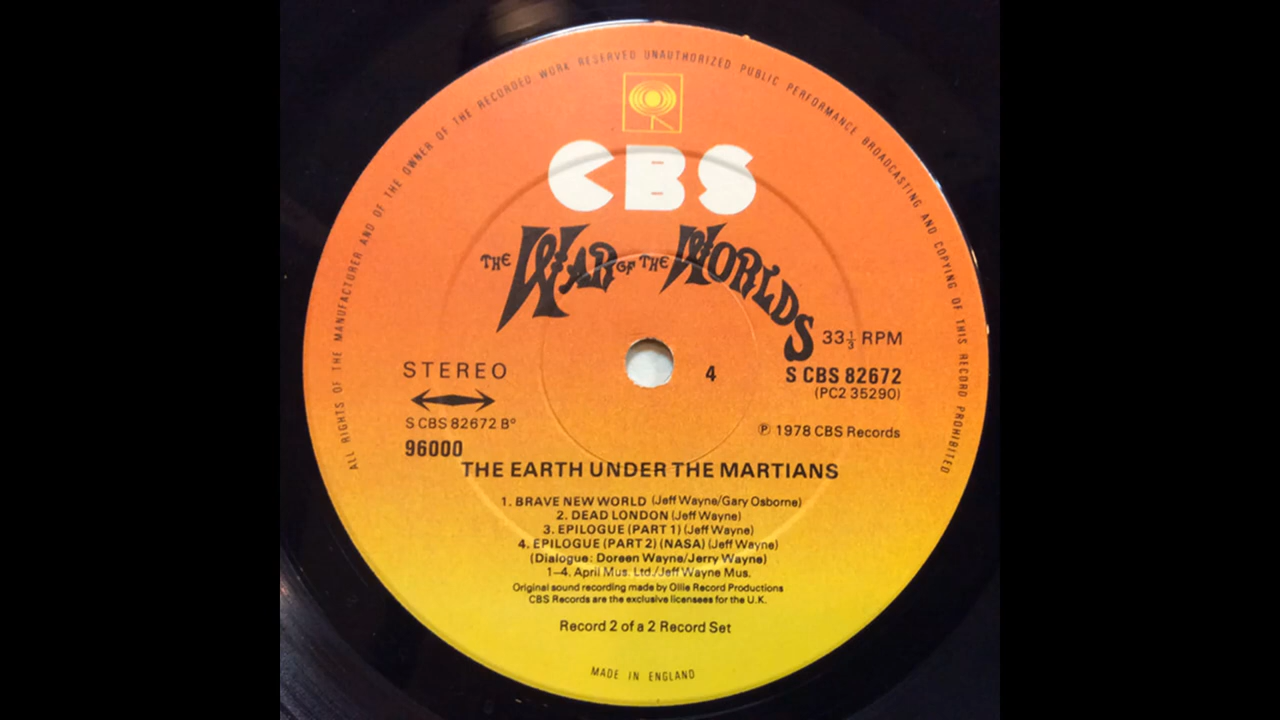 ALL RIGHTS OF THE MANUFACTURER AND OF THE OWNER OF THE RECORDED WORK RESERVED UNAUTHORIZED PUBLIC PERFORMANCE BROADCASTING AND COPYING OF THIS RECORD PROHIBITED
CBS
THE WAR OF THE WORLDS
33⅓ RPM
STEREO
4
S CBS 82672
(PC2 35290)
S CBS 82672 B°
℗ 1978 CBS Records
96000
THE EARTH UNDER THE MARTIANS
1. BRAVE NEW WORLD (Jeff Wayne/Gary Osborne)
2. DEAD LONDON (Jeff Wayne)
3. EPILOGUE (PART 1) (Jeff Wayne)
4. EPILOGUE (PART 2) (NASA) (Jeff Wayne)
(Dialogue: Doreen Wayne/Jerry Wayne)
1–4. April Mus. Ltd./Jeff Wayne Mus.
Original sound recording made by Ollie Record Productions
CBS Records are the exclusive licensees for the U.K.
Record 2 of a 2 Record Set
MADE IN ENGLAND